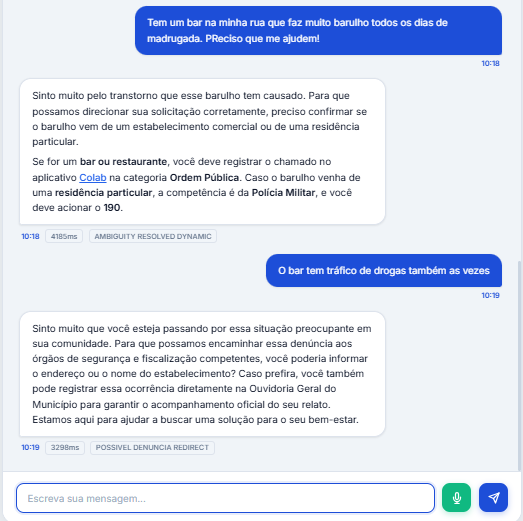 Tem um bar na minha rua que faz muito barulho todos os dias de
madrugada. PReciso que me ajudem!
10:18
Sinto muito pelo transtorno que esse barulho tem causado. Para que
possamos direcionar sua solicitação corretamente, preciso confirmar se
o barulho vem de um estabelecimento comercial ou de uma residência
particular.
Se for um bar ou restaurante, você deve registrar o chamado no
aplicativo Colab na categoria Ordem Pública. Caso o barulho venha de
uma residência particular, a competência é da Polícia Militar, e você
deve acionar o 190.
10:18 4185ms AMBIGUITY RESOLVED DYNAMIC
O bar tem tráfico de drogas também as vezes
10:19
Sinto muito que você esteja passando por essa situação preocupante em
sua comunidade. Para que possamos encaminhar essa denúncia aos
órgãos de segurança e fiscalização competentes, você poderia informar
o endereço ou o nome do estabelecimento? Caso prefira, você também
pode registrar essa ocorrência diretamente na Ouvidoria Geral do
Município para garantir o acompanhamento oficial do seu relato.
Estamos aqui para ajudar a buscar uma solução para o seu bem-estar.
10:19 3298ms POSSIVEL DENUNCIA REDIRECT
Escreva sua mensagem...